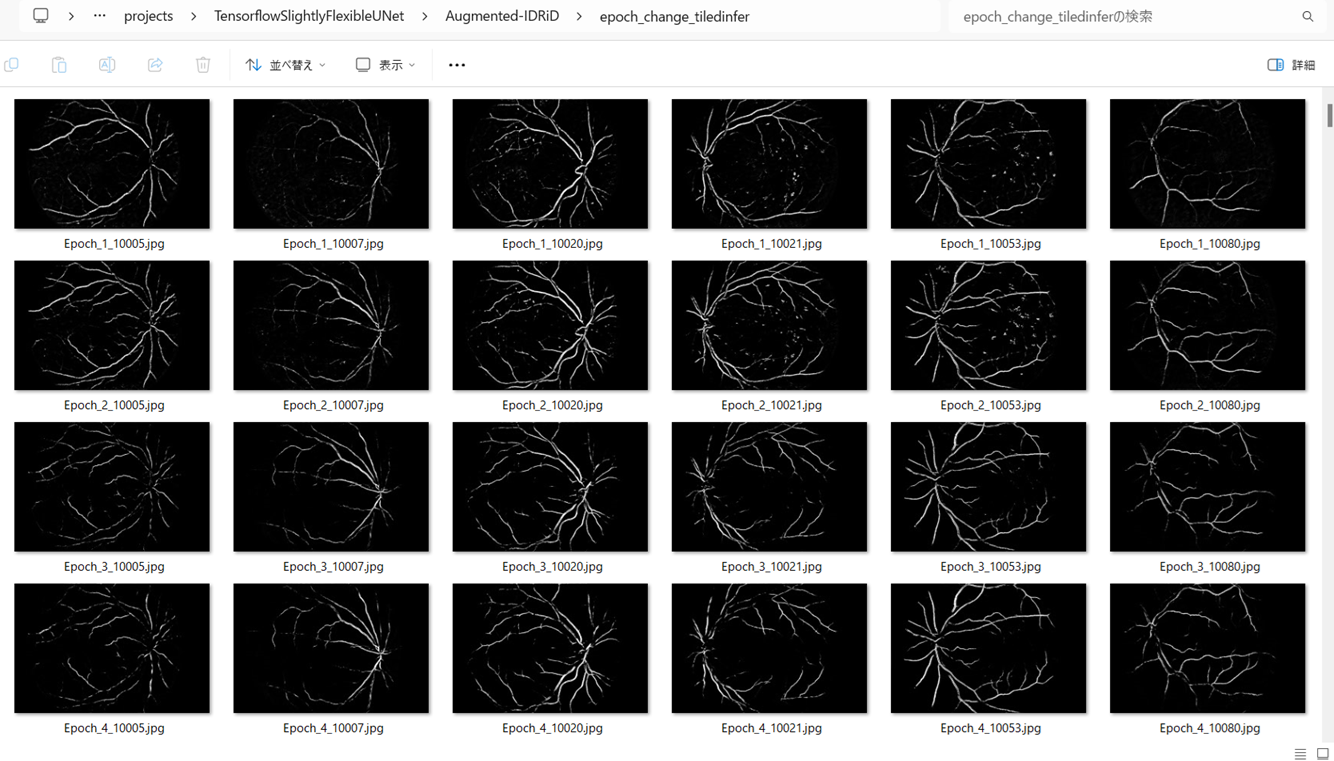 projects > TensorflowSlightlyFlexibleUNet > Augmented-IDRiD > epoch_change_tiledinfer
epoch_change_tiledinferの検索
並べ替え 表示 詳細
Epoch_1_10005.jpg Epoch_1_10007.jpg Epoch_1_10020.jpg Epoch_1_10021.jpg Epoch_1_10053.jpg Epoch_1_10080.jpg
Epoch_2_10005.jpg Epoch_2_10007.jpg Epoch_2_10020.jpg Epoch_2_10021.jpg Epoch_2_10053.jpg Epoch_2_10080.jpg
Epoch_3_10005.jpg Epoch_3_10007.jpg Epoch_3_10020.jpg Epoch_3_10021.jpg Epoch_3_10053.jpg Epoch_3_10080.jpg
Epoch_4_10005.jpg Epoch_4_10007.jpg Epoch_4_10020.jpg Epoch_4_10021.jpg Epoch_4_10053.jpg Epoch_4_10080.jpg